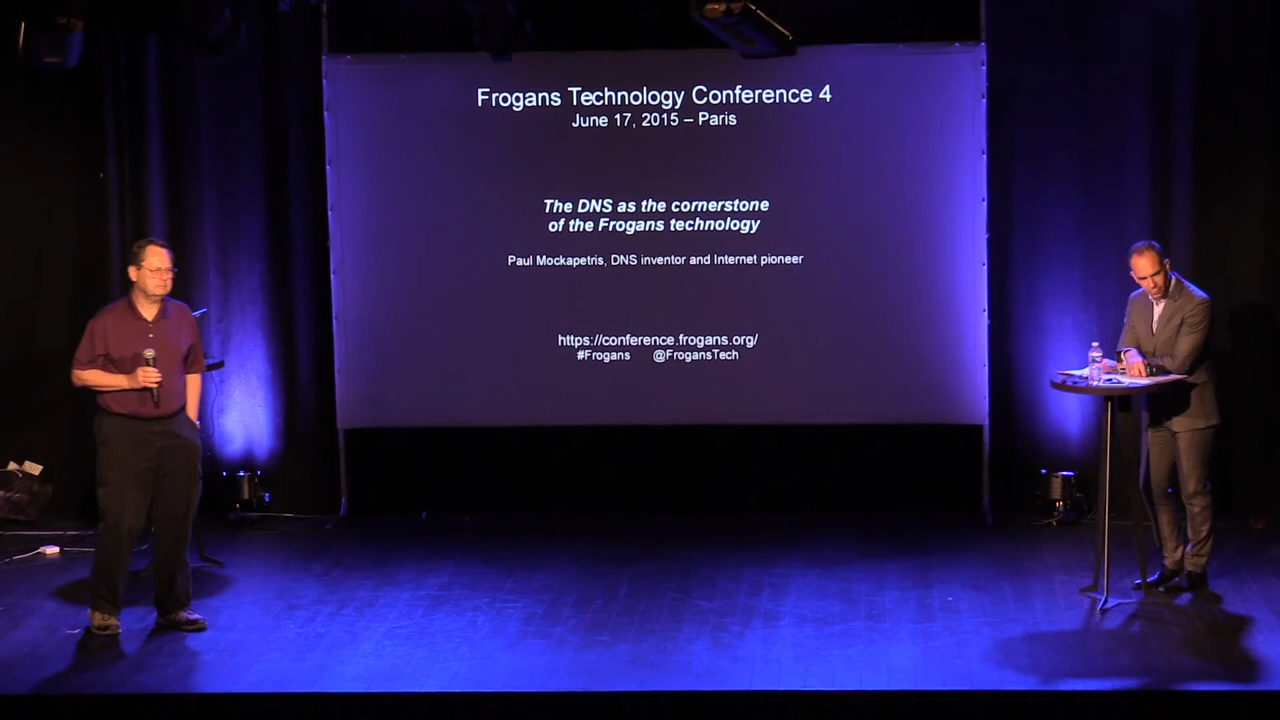 Frogans Technology Conference 4
June 17, 2015 – Paris
The DNS as the cornerstone
of the Frogans technology
Paul Mockapetris, DNS inventor and Internet pioneer
https://conference.frogans.org/
#Frogans @FrogansTech